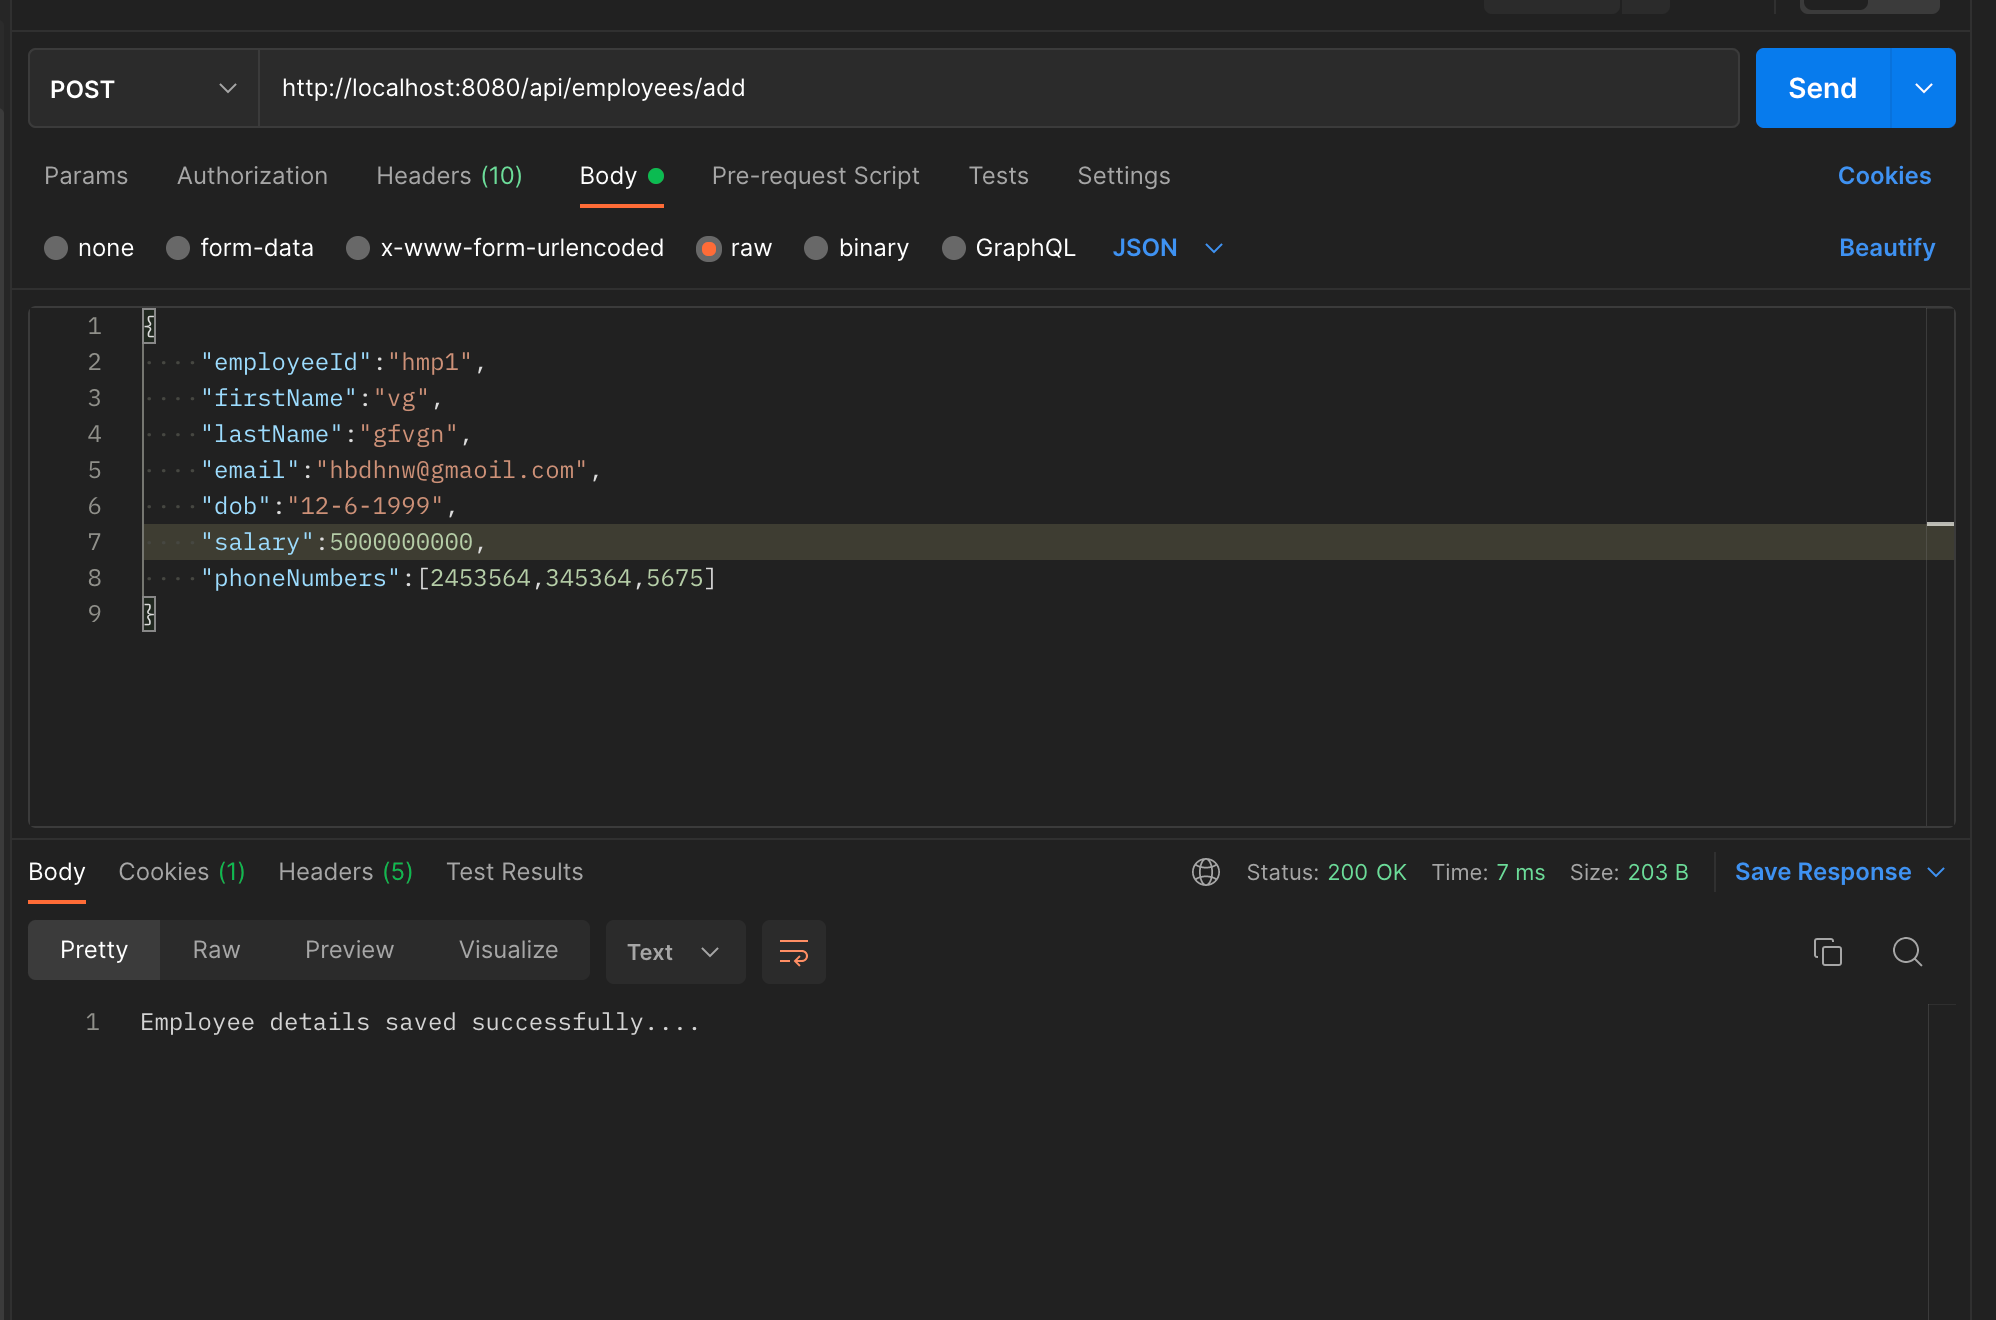 POST http://localhost:8080/api/employees/add Send
Params Authorization Headers (10) Body Pre-request Script Tests Settings Cookies
none form-data x-www-form-urlencoded raw binary GraphQL JSON Beautify
1 {
2 "employeeId":"hmp1",
3 "firstName":"vg",
4 "lastName":"gfvgn",
5 "email":"hbdhnw@gmaoil.com",
6 "dob":"12-6-1999",
7 "salary":5000000000,
8 "phoneNumbers":[2453564,345364,5675]
9 }
Body Cookies (1) Headers (5) Test Results Status: 200 OK Time: 7 ms Size: 203 B Save Response
Pretty Raw Preview Visualize Text
1 Employee details saved successfully....